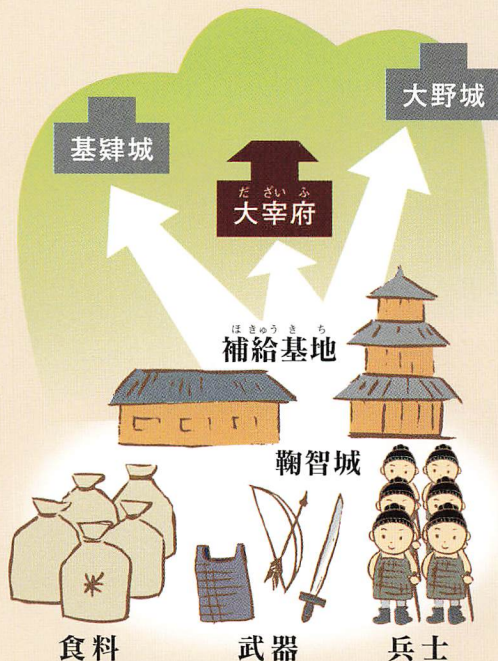 大野城
基肄城
だざいふ
大宰府
ほきゅうきち
補給基地
鞠智城
米
食料
武器
兵士